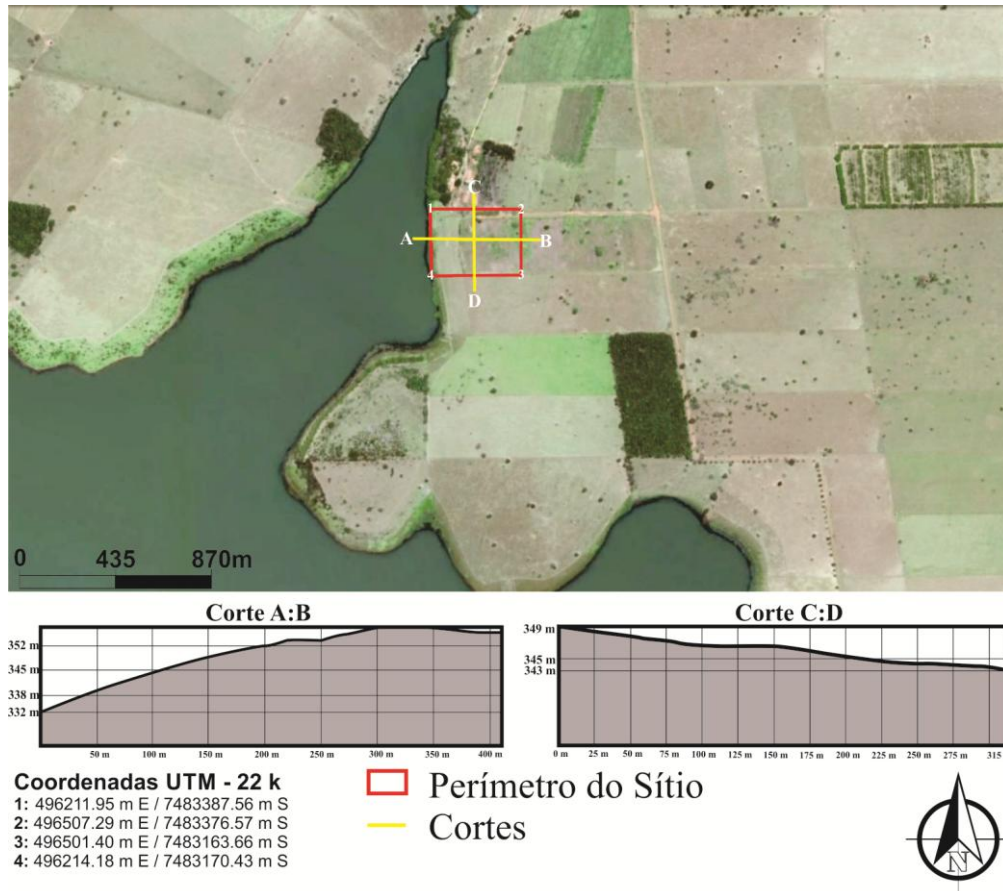 C
1 2
A B
4 3
D
0 435 870m
Corte A:B
352 m
345 m
338 m
332 m
50 m 100 m 150 m 200 m 250 m 300 m 350 m 400 m
Corte C:D
349 m
345 m
343 m
0 m 25 m 50 m 75 m 100 m 125 m 150 m 175 m 200 m 225 m 250 m 275 m 315
Coordenadas UTM - 22 k
1: 496211.95 m E / 7483387.56 m S
2: 496507.29 m E / 7483376.57 m S
3: 496501.40 m E / 7483163.66 m S
4: 496214.18 m E / 7483170.43 m S
Perímetro do Sítio
Cortes
N